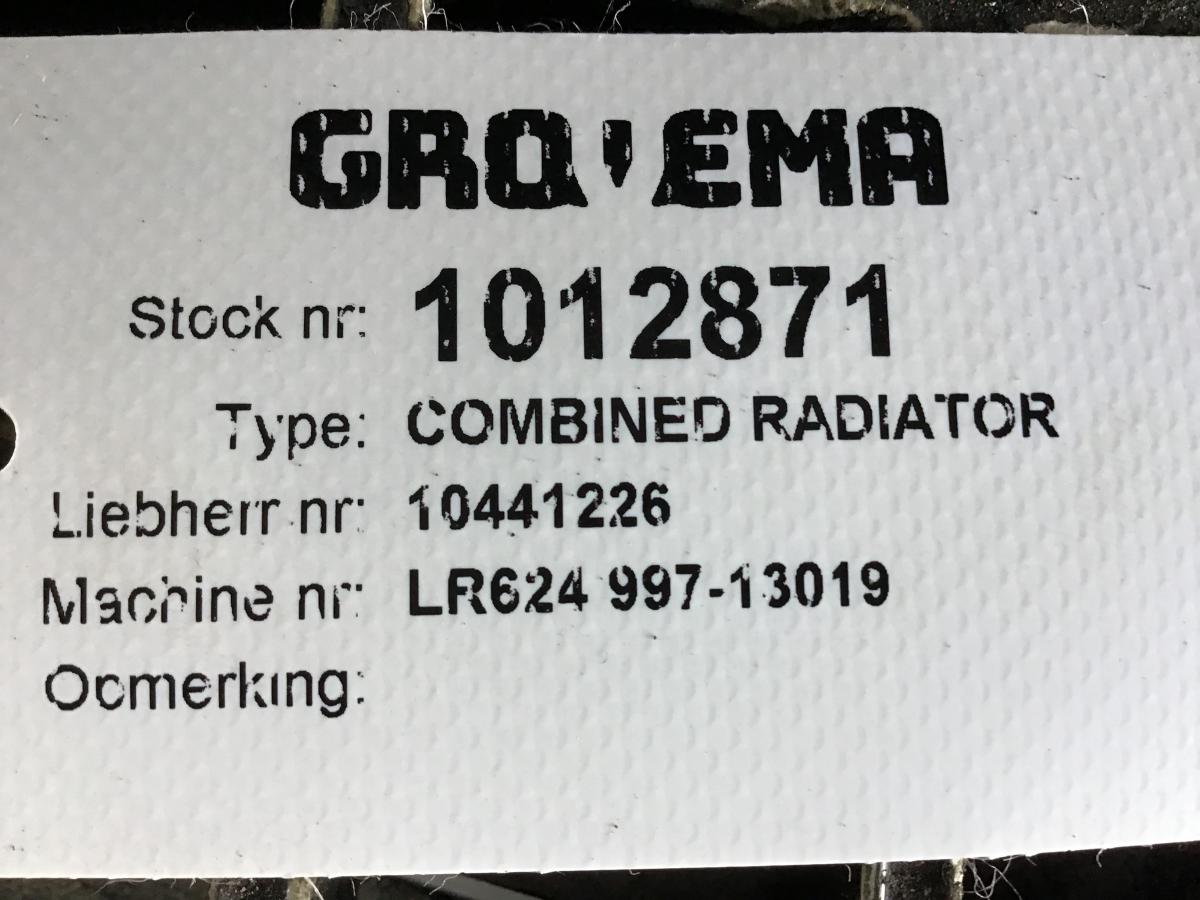 GRO'EMA
Stock nr: 1012871
Type: COMBINED RADIATOR
Liebherr nr: 10441226
Machine nr: LR624 997-13019
Opmerking: